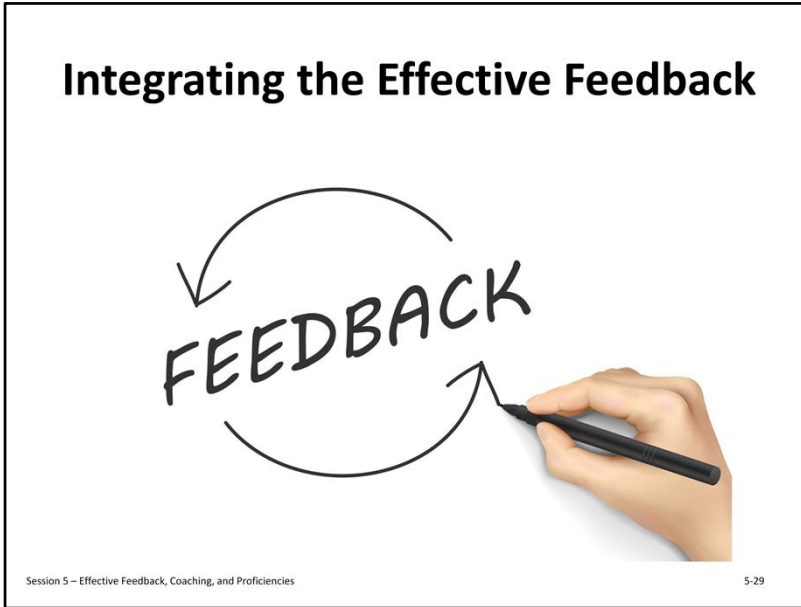 Integrating the Effective Feedback
FEEDBACK
Session 5 – Effective Feedback, Coaching, and Proficiencies
5-29